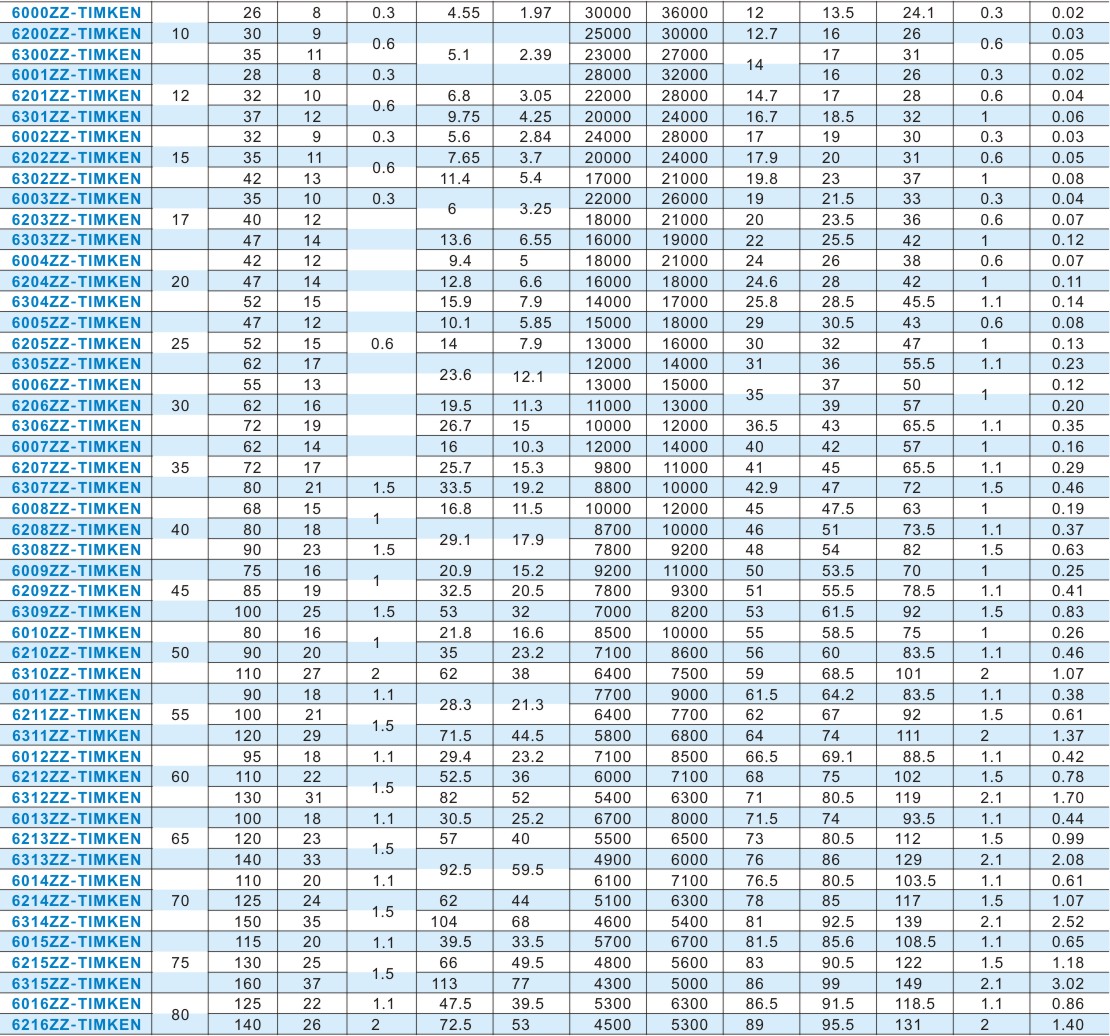 6000ZZ-TIMKEN 26 8 0.3 4.55 1.97 30000 36000 12 13.5 24.1 0.3 0.02
6200ZZ-TIMKEN 10 30 9 0.6 25000 30000 12.7 16 26 0.6 0.03
6300ZZ-TIMKEN 35 11 5.1 2.39 23000 27000 14 17 31 0.05
6001ZZ-TIMKEN 28 8 0.3 28000 32000 16 26 0.3 0.02
6201ZZ-TIMKEN 12 32 10 0.6 6.8 3.05 22000 28000 14.7 17 28 0.6 0.04
6301ZZ-TIMKEN 37 12 9.75 4.25 20000 24000 16.7 18.5 32 1 0.06
6002ZZ-TIMKEN 32 9 0.3 5.6 2.84 24000 28000 17 19 30 0.3 0.03
6202ZZ-TIMKEN 15 35 11 0.6 7.65 3.7 20000 24000 17.9 20 31 0.6 0.05
6302ZZ-TIMKEN 42 13 11.4 5.4 17000 21000 19.8 23 37 1 0.08
6003ZZ-TIMKEN 35 10 0.3 6 3.25 22000 26000 19 21.5 33 0.3 0.04
6203ZZ-TIMKEN 17 40 12 18000 21000 20 23.5 36 0.6 0.07
6303ZZ-TIMKEN 47 14 13.6 6.55 16000 19000 22 25.5 42 1 0.12
6004ZZ-TIMKEN 42 12 9.4 5 18000 21000 24 26 38 0.6 0.07
6204ZZ-TIMKEN 20 47 14 12.8 6.6 16000 18000 24.6 28 42 1 0.11
6304ZZ-TIMKEN 52 15 15.9 7.9 14000 17000 25.8 28.5 45.5 1.1 0.14
6005ZZ-TIMKEN 47 12 10.1 5.85 15000 18000 29 30.5 43 0.6 0.08
6205ZZ-TIMKEN 25 52 15 0.6 14 7.9 13000 16000 30 32 47 1 0.13
6305ZZ-TIMKEN 62 17 23.6 12.1 12000 14000 31 36 55.5 1.1 0.23
6006ZZ-TIMKEN 55 13 13000 15000 35 37 50 1 0.12
6206ZZ-TIMKEN 30 62 16 19.5 11.3 11000 13000 39 57 0.20
6306ZZ-TIMKEN 72 19 26.7 15 10000 12000 36.5 43 65.5 1.1 0.35
6007ZZ-TIMKEN 62 14 16 10.3 12000 14000 40 42 57 1 0.16
6207ZZ-TIMKEN 35 72 17 25.7 15.3 9800 11000 41 45 65.5 1.1 0.29
6307ZZ-TIMKEN 80 21 1.5 33.5 19.2 8800 10000 42.9 47 72 1.5 0.46
6008ZZ-TIMKEN 68 15 1 16.8 11.5 10000 12000 45 47.5 63 1 0.19
6208ZZ-TIMKEN 40 80 18 29.1 17.9 8700 10000 46 51 73.5 1.1 0.37
6308ZZ-TIMKEN 90 23 1.5 7800 9200 48 54 82 1.5 0.63
6009ZZ-TIMKEN 75 16 1 20.9 15.2 9200 11000 50 53.5 70 1 0.25
6209ZZ-TIMKEN 45 85 19 32.5 20.5 7800 9300 51 55.5 78.5 1.1 0.41
6309ZZ-TIMKEN 100 25 1.5 53 32 7000 8200 53 61.5 92 1.5 0.83
6010ZZ-TIMKEN 80 16 1 21.8 16.6 8500 10000 55 58.5 75 1 0.26
6210ZZ-TIMKEN 50 90 20 35 23.2 7100 8600 56 60 83.5 1.1 0.46
6310ZZ-TIMKEN 110 27 2 62 38 6400 7500 59 68.5 101 2 1.07
6011ZZ-TIMKEN 90 18 1.1 28.3 21.3 7700 9000 61.5 64.2 83.5 1.1 0.38
6211ZZ-TIMKEN 55 100 21 1.5 6400 7700 62 67 92 1.5 0.61
6311ZZ-TIMKEN 120 29 71.5 44.5 5800 6800 64 74 111 2 1.37
6012ZZ-TIMKEN 95 18 1.1 29.4 23.2 7100 8500 66.5 69.1 88.5 1.1 0.42
6212ZZ-TIMKEN 60 110 22 1.5 52.5 36 6000 7100 68 75 102 1.5 0.78
6312ZZ-TIMKEN 130 31 82 52 5400 6300 71 80.5 119 2.1 1.70
6013ZZ-TIMKEN 100 18 1.1 30.5 25.2 6700 8000 71.5 74 93.5 1.1 0.44
6213ZZ-TIMKEN 65 120 23 1.5 57 40 5500 6500 73 80.5 112 1.5 0.99
6313ZZ-TIMKEN 140 33 92.5 59.5 4900 6000 76 86 129 2.1 2.08
6014ZZ-TIMKEN 110 20 1.1 6100 7100 76.5 80.5 103.5 1.1 0.61
6214ZZ-TIMKEN 70 125 24 1.5 62 44 5100 6300 78 85 117 1.5 1.07
6314ZZ-TIMKEN 150 35 104 68 4600 5400 81 92.5 139 2.1 2.52
6015ZZ-TIMKEN 115 20 1.1 39.5 33.5 5700 6700 81.5 85.6 108.5 1.1 0.65
6215ZZ-TIMKEN 75 130 25 1.5 66 49.5 4800 5600 83 90.5 122 1.5 1.18
6315ZZ-TIMKEN 160 37 113 77 4300 5000 86 99 149 2.1 3.02
6016ZZ-TIMKEN 80 125 22 1.1 47.5 39.5 5300 6300 86.5 91.5 118.5 1.1 0.86
6216ZZ-TIMKEN 140 26 2 72.5 53 4500 5300 89 95.5 131 2 1.40